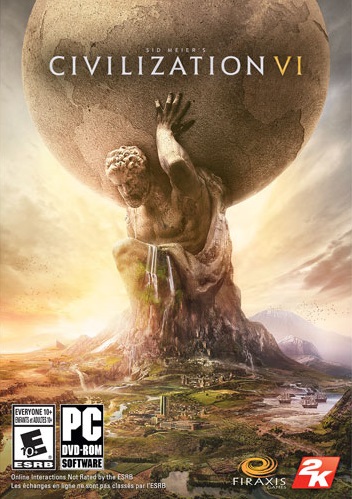 SID MEIER'S
CIVILIZATION VI
EVERYONE 10+
ENFANTS et ADULTES 10+
E
10+
ESRB
PC
DVD-ROM
SOFTWARE
Online Interactions Not Rated by the ESRB
Les échanges en ligne ne sont pas classés par l'ESRB
FIRAXIS
GAMES
2K